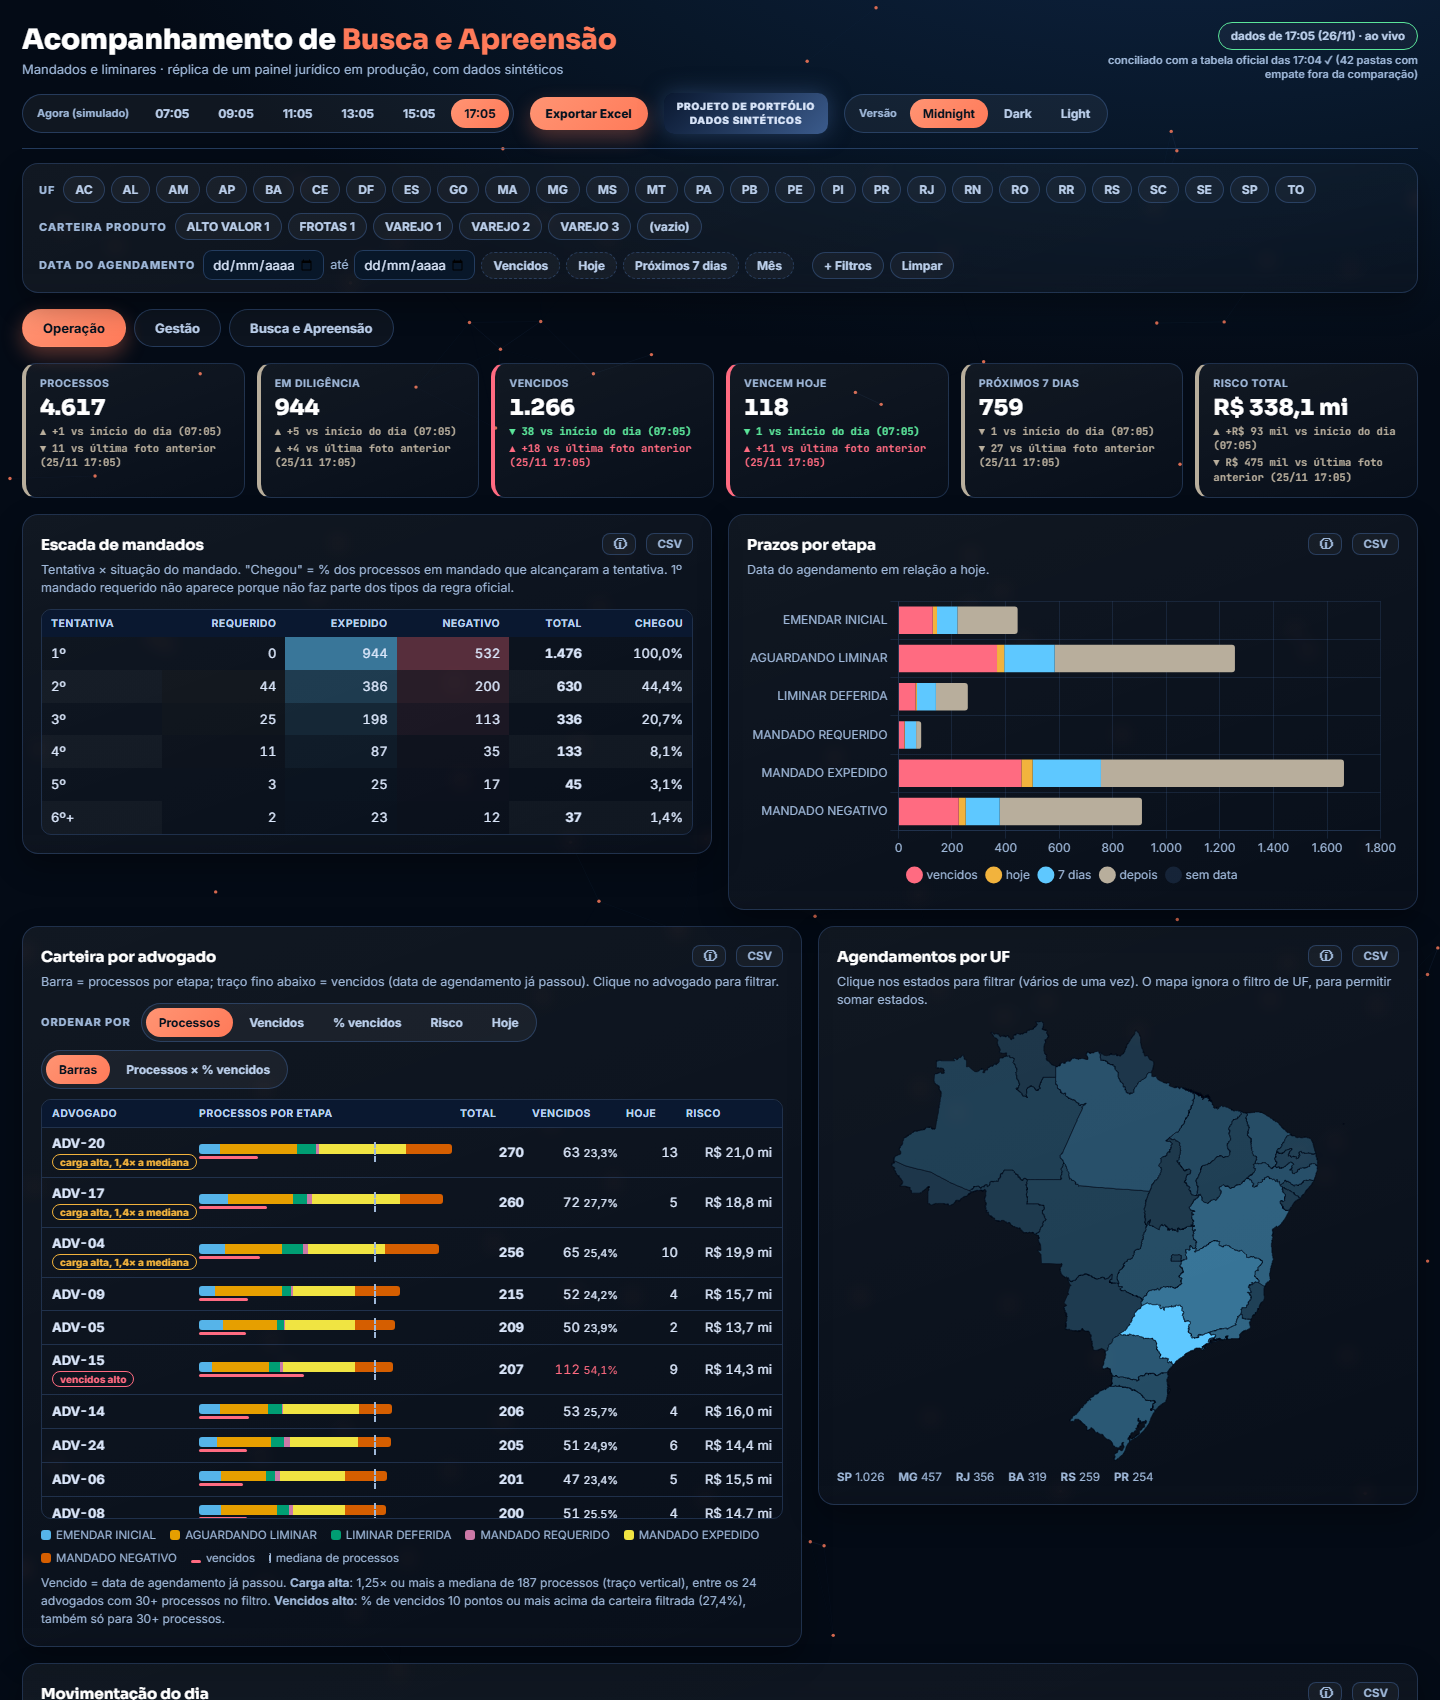 Acompanhamento de Busca e Apreensão
Mandados e liminares · réplica de um painel jurídico em produção, com dados sintéticos
dados de 17:05 (26/11) · ao vivo
conciliado com a tabela oficial das 17:04 ✓ (42 pastas com
empate fora da comparação)
Agora (simulado) 07:05 09:05 11:05 13:05 15:05 17:05
Exportar Excel
PROJETO DE PORTFÓLIO
DADOS SINTÉTICOS
Versão Midnight Dark Light
UF AC AL AM AP BA CE DF ES GO MA MG MS MT PA PB PE PI PR RJ RN RO RR RS SC SE SP TO
CARTEIRA PRODUTO ALTO VALOR 1 FROTAS 1 VAREJO 1 VAREJO 2 VAREJO 3 (vazio)
DATA DO AGENDAMENTO dd/mm/aaaa até dd/mm/aaaa Vencidos Hoje Próximos 7 dias Mês + Filtros Limpar
Operação Gestão Busca e Apreensão
PROCESSOS
4.617
▲ +1 vs início do dia (07:05)
▼ 11 vs última foto anterior
(25/11 17:05)
EM DILIGÊNCIA
944
▲ +5 vs início do dia (07:05)
▲ +4 vs última foto anterior
(25/11 17:05)
VENCIDOS
1.266
▼ 38 vs início do dia (07:05)
▲ +18 vs última foto anterior
(25/11 17:05)
VENCEM HOJE
118
▼ 1 vs início do dia (07:05)
▲ +11 vs última foto anterior
(25/11 17:05)
PRÓXIMOS 7 DIAS
759
▼ 1 vs início do dia (07:05)
▼ 27 vs última foto anterior
(25/11 17:05)
RISCO TOTAL
R$ 338,1 mi
▲ +R$ 93 mil vs início do dia
(07:05)
▼ R$ 475 mil vs última foto
anterior (25/11 17:05)
Escada de mandados
ⓘ CSV
Tentativa × situação do mandado. "Chegou" = % dos processos em mandado que alcançaram a tentativa. 1º
mandado requerido não aparece porque não faz parte dos tipos da regra oficial.
TENTATIVA REQUERIDO EXPEDIDO NEGATIVO TOTAL CHEGOU
1º 0 944 532 1.476 100,0%
2º 44 386 200 630 44,4%
3º 25 198 113 336 20,7%
4º 11 87 35 133 8,1%
5º 3 25 17 45 3,1%
6º+ 2 23 12 37 1,4%
Prazos por etapa
ⓘ CSV
Data do agendamento em relação a hoje.
EMENDAR INICIAL
AGUARDANDO LIMINAR
LIMINAR DEFERIDA
MANDADO REQUERIDO
MANDADO EXPEDIDO
MANDADO NEGATIVO
0 200 400 600 800 1.000 1.200 1.400 1.600 1.800
vencidos hoje 7 dias depois sem data
Carteira por advogado
ⓘ CSV
Barra = processos por etapa; traço fino abaixo = vencidos (data de agendamento já passou). Clique no advogado para filtrar.
ORDENAR POR Processos Vencidos % vencidos Risco Hoje
Barras Processos × % vencidos
ADVOGADO PROCESSOS POR ETAPA TOTAL VENCIDOS HOJE RISCO
ADV-20 270 63 23,3% 13 R$ 21,0 mi
carga alta, 1,4× a mediana
ADV-17 260 72 27,7% 5 R$ 18,8 mi
carga alta, 1,4× a mediana
ADV-04 256 65 25,4% 10 R$ 19,9 mi
carga alta, 1,4× a mediana
ADV-09 215 52 24,2% 4 R$ 15,7 mi
ADV-05 209 50 23,9% 2 R$ 13,7 mi
ADV-15 207 112 54,1% 9 R$ 14,3 mi
vencidos alto
ADV-14 206 53 25,7% 4 R$ 16,0 mi
ADV-24 205 51 24,9% 6 R$ 14,4 mi
ADV-06 201 47 23,4% 5 R$ 15,5 mi
ADV-08 200 51 25,5% 4 R$ 14,7 mi
EMENDAR INICIAL AGUARDANDO LIMINAR LIMINAR DEFERIDA MANDADO REQUERIDO MANDADO EXPEDIDO
MANDADO NEGATIVO vencidos mediana de processos
Vencido = data de agendamento já passou. Carga alta: 1,25× ou mais a mediana de 187 processos (traço vertical), entre os 24
advogados com 30+ processos no filtro. Vencidos alto: % de vencidos 10 pontos ou mais acima da carteira filtrada (27,4%),
também só para 30+ processos.
Agendamentos por UF
ⓘ CSV
Clique nos estados para filtrar (vários de uma vez). O mapa ignora o filtro de UF, para permitir
somar estados.
SP 1.026 MG 457 RJ 356 BA 319 RS 259 PR 254
Movimentação do dia
ⓘ CSV